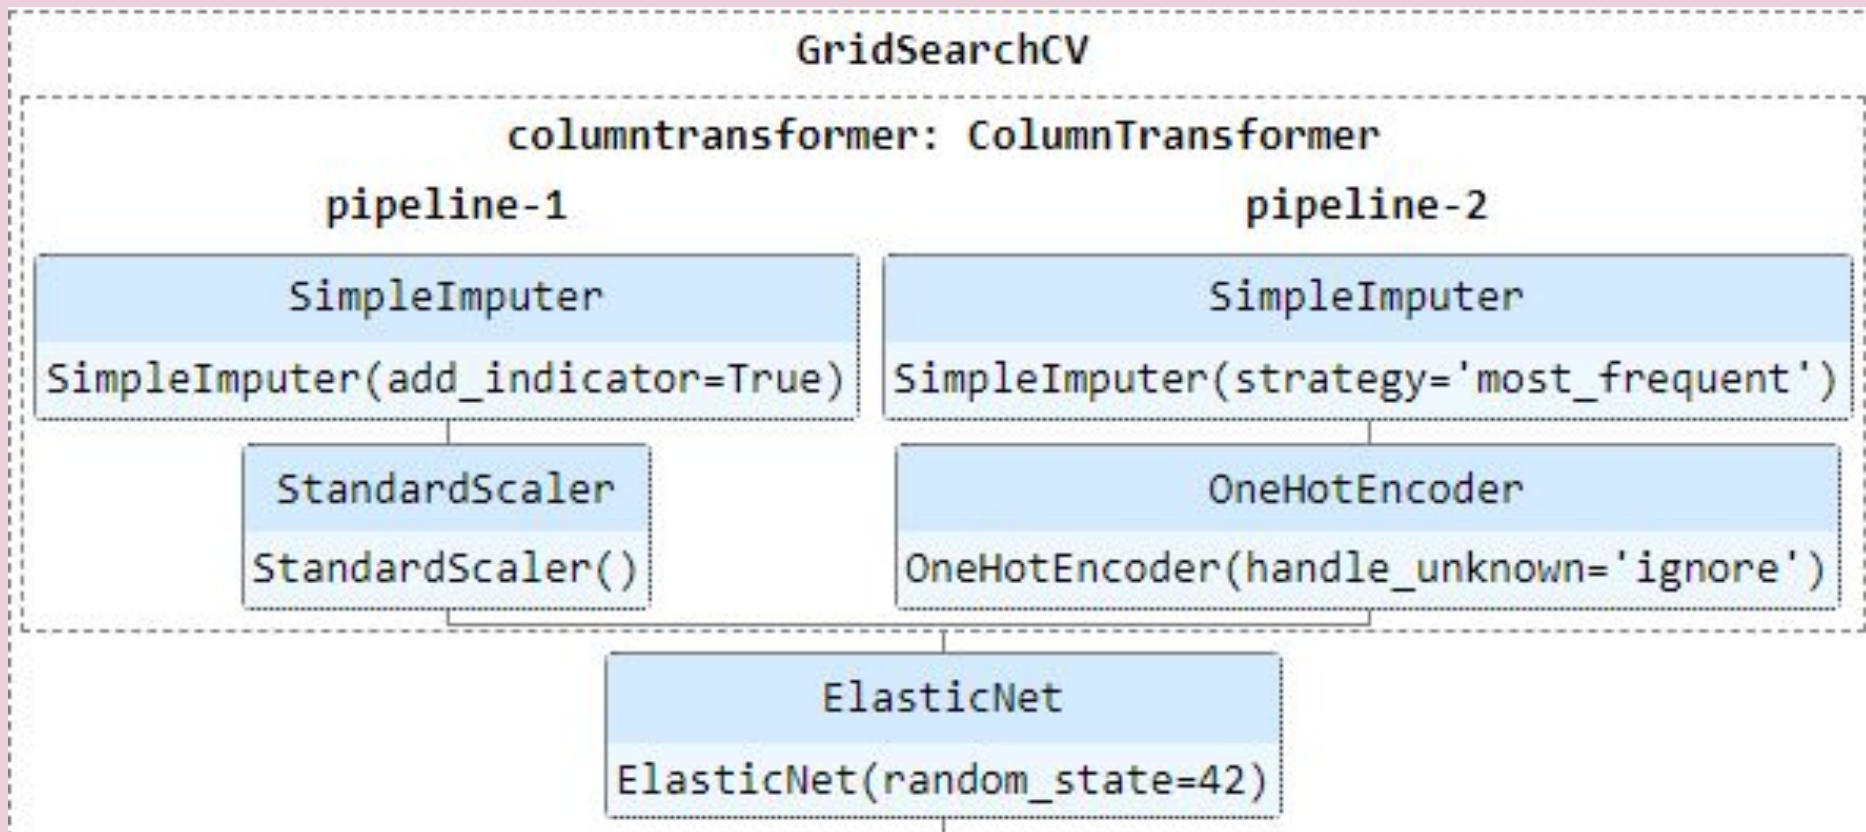 GridSearchCV
columntransformer: ColumnTransformer
pipeline-1
pipeline-2
SimpleImputer
SimpleImputer(add_indicator=True)
SimpleImputer
SimpleImputer(strategy='most_frequent')
StandardScaler
StandardScaler()
OneHotEncoder
OneHotEncoder(handle_unknown='ignore')
ElasticNet
ElasticNet(random_state=42)